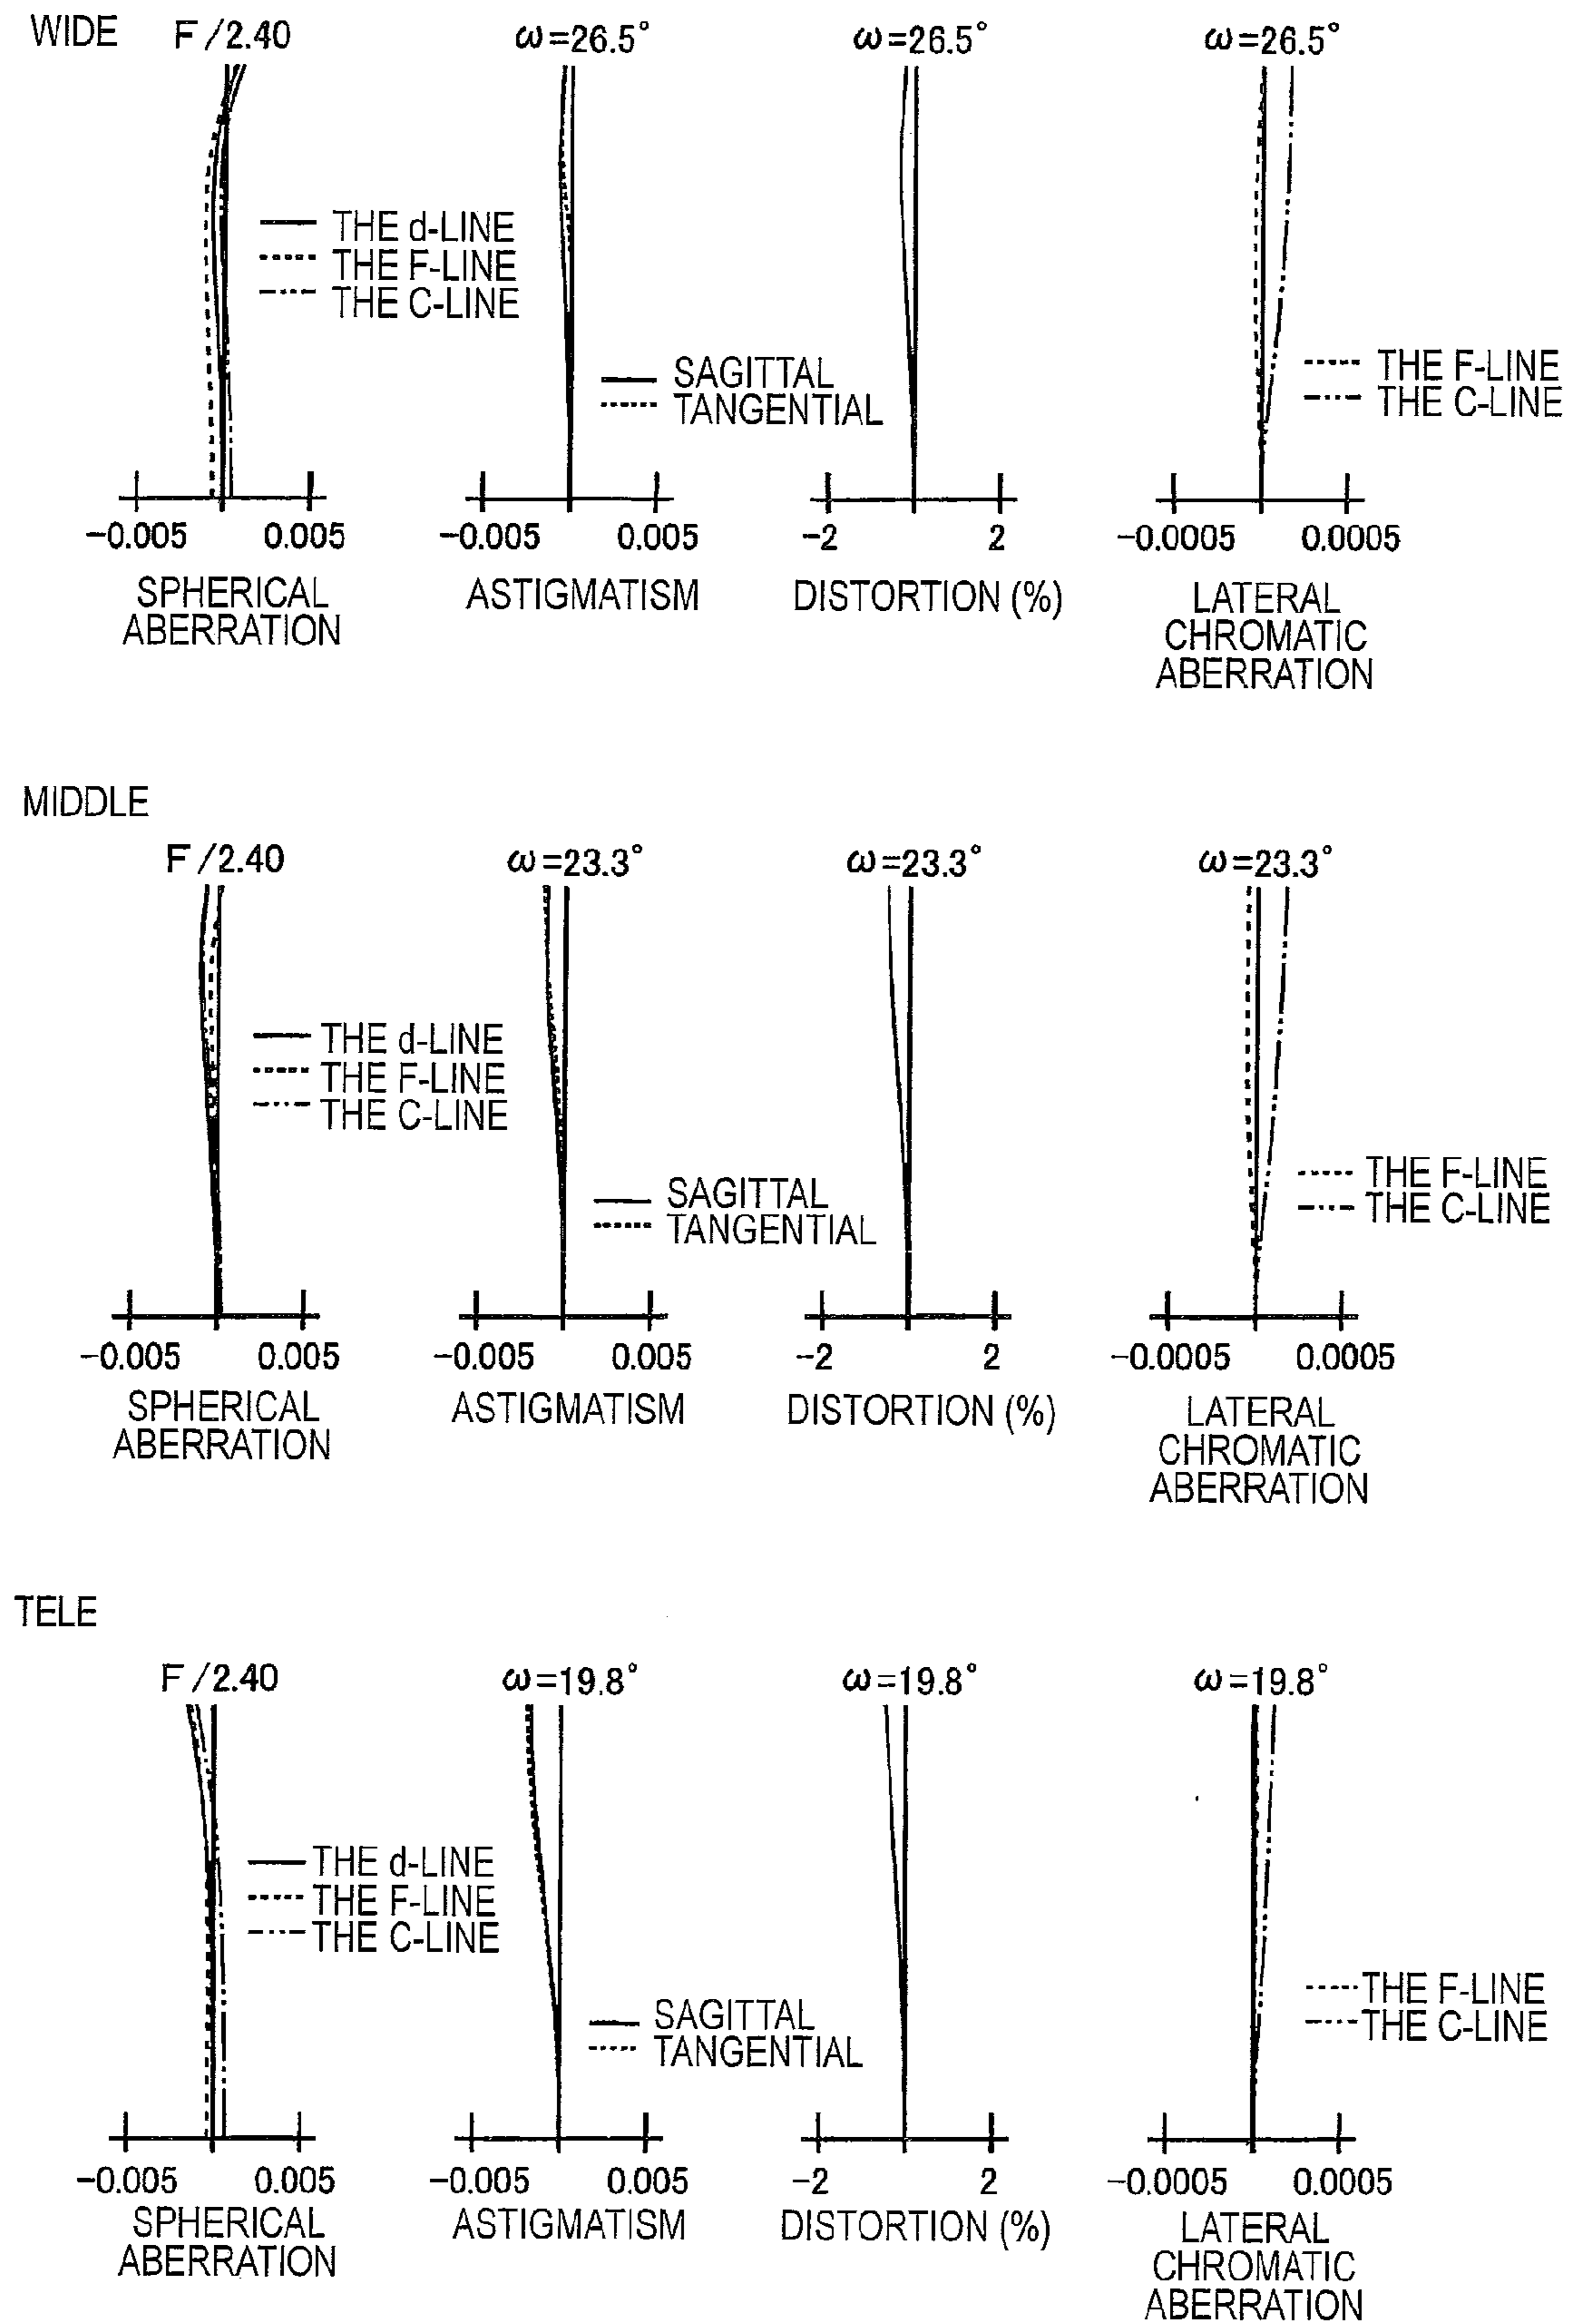 WIDE
F/2.40
ω=26.5°
ω=26.5°
ω=26.5°
THE d-LINE
THE F-LINE
THE C-LINE
SAGITTAL
TANGENTIAL
THE F-LINE
THE C-LINE
−0.005 0.005
−0.005 0.005
−2 2
−0.0005 0.0005
SPHERICAL
ABERRATION
ASTIGMATISM
DISTORTION (%)
LATERAL
CHROMATIC
ABERRATION
MIDDLE
F/2.40
ω=23.3°
ω=23.3°
ω=23.3°
THE d-LINE
THE F-LINE
THE C-LINE
SAGITTAL
TANGENTIAL
THE F-LINE
THE C-LINE
−0.005 0.005
−0.005 0.005
−2 2
−0.0005 0.0005
SPHERICAL
ABERRATION
ASTIGMATISM
DISTORTION (%)
LATERAL
CHROMATIC
ABERRATION
TELE
F/2.40
ω=19.8°
ω=19.8°
ω=19.8°
THE d-LINE
THE F-LINE
THE C-LINE
SAGITTAL
TANGENTIAL
THE F-LINE
THE C-LINE
−0.005 0.005
−0.005 0.005
−2 2
−0.0005 0.0005
SPHERICAL
ABERRATION
ASTIGMATISM
DISTORTION (%)
LATERAL
CHROMATIC
ABERRATION